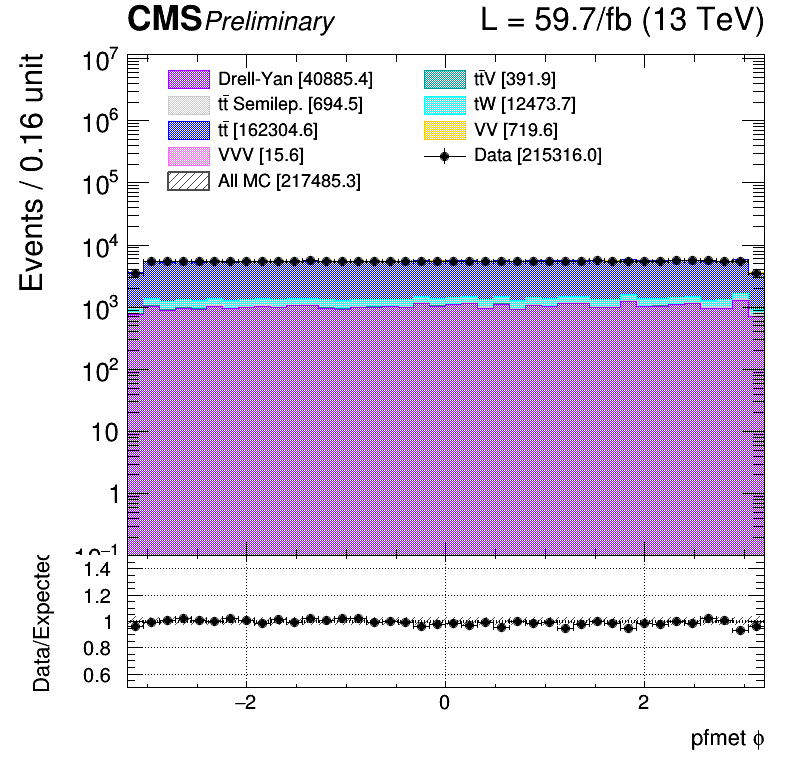 CMS Preliminary L = 59.7/fb (13 TeV)
Events / 0.16 unit
10⁷
10⁶
10⁵
10⁴
10³
10²
10
1
10⁻¹
Drell-Yan [40885.4]
tt̄ Semilep. [694.5]
tt̄ [162304.6]
VVV [15.6]
All MC [217485.3]
tt̄V [391.9]
tW [12473.7]
VV [719.6]
Data [215316.0]
Data/Expected
1.4
1.2
1
0.8
0.6
−2 0 2
pfmet ϕ